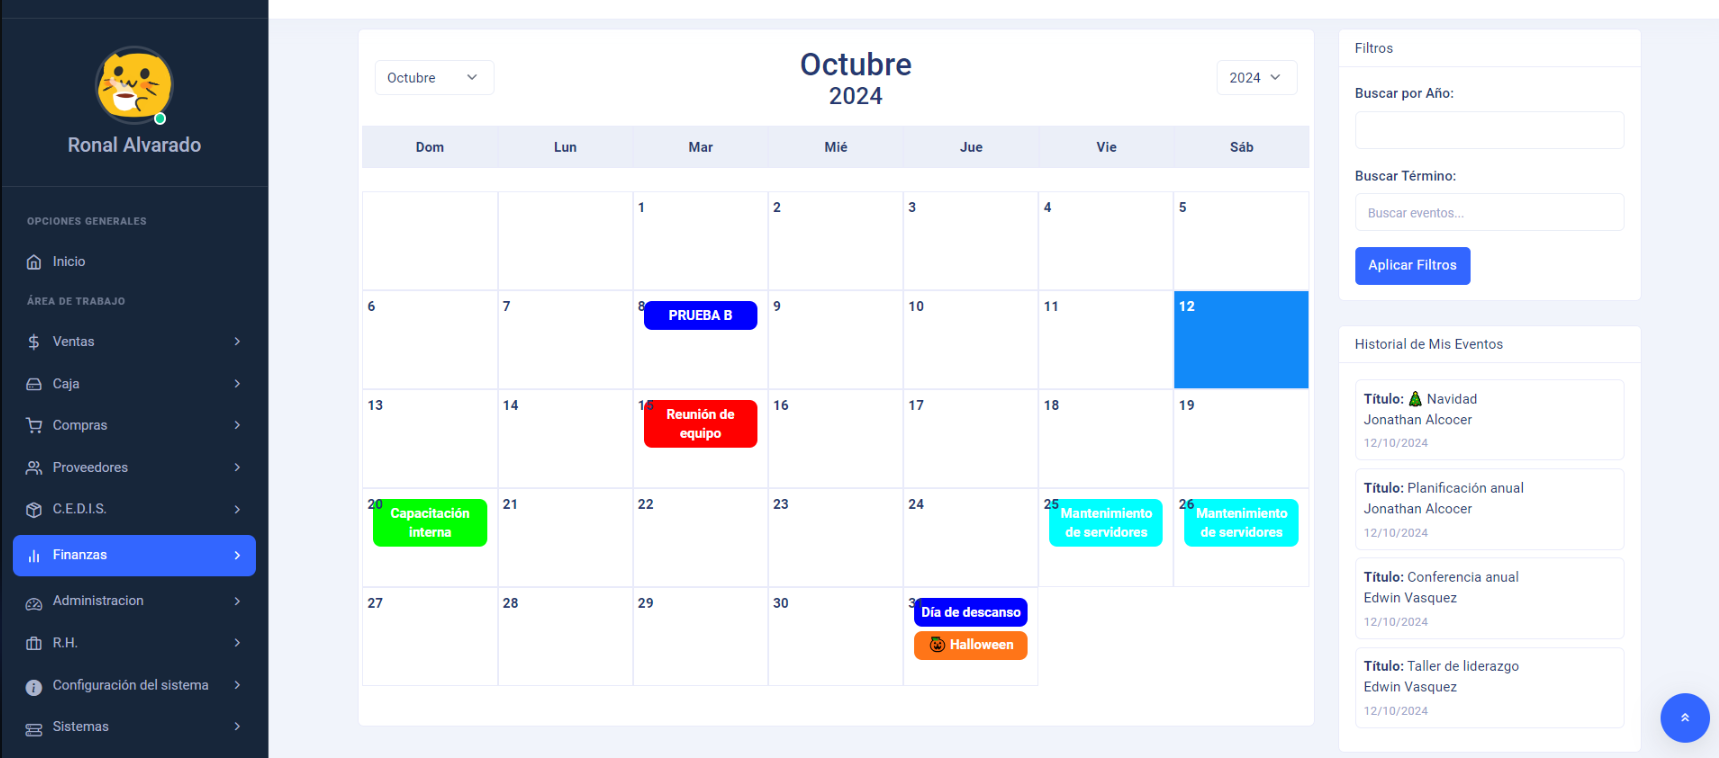 Ronal Alvarado
OPCIONES GENERALES
Inicio
ÁREA DE TRABAJO
Ventas
Caja
Compras
Proveedores
C.E.D.I.S.
Finanzas
Administracion
R.H.
Configuración del sistema
Sistemas
Octubre
Octubre
2024
2024
Dom Lun Mar Mié Jue Vie Sáb
1 2 3 4 5
6 7 8 9 10 11 12
PRUEBA B
13 14 15 16 17 18 19
Reunión de
equipo
20 21 22 23 24 25 26
Capacitación
interna
Mantenimiento
de servidores
Mantenimiento
de servidores
27 28 29 30 31
Día de descanso
Halloween
Filtros
Buscar por Año:
Buscar Término:
Buscar eventos...
Aplicar Filtros
Historial de Mis Eventos
Título: 🎄 Navidad
Jonathan Alcocer
12/10/2024
Título: Planificación anual
Jonathan Alcocer
12/10/2024
Título: Conferencia anual
Edwin Vasquez
12/10/2024
Título: Taller de liderazgo
Edwin Vasquez
12/10/2024